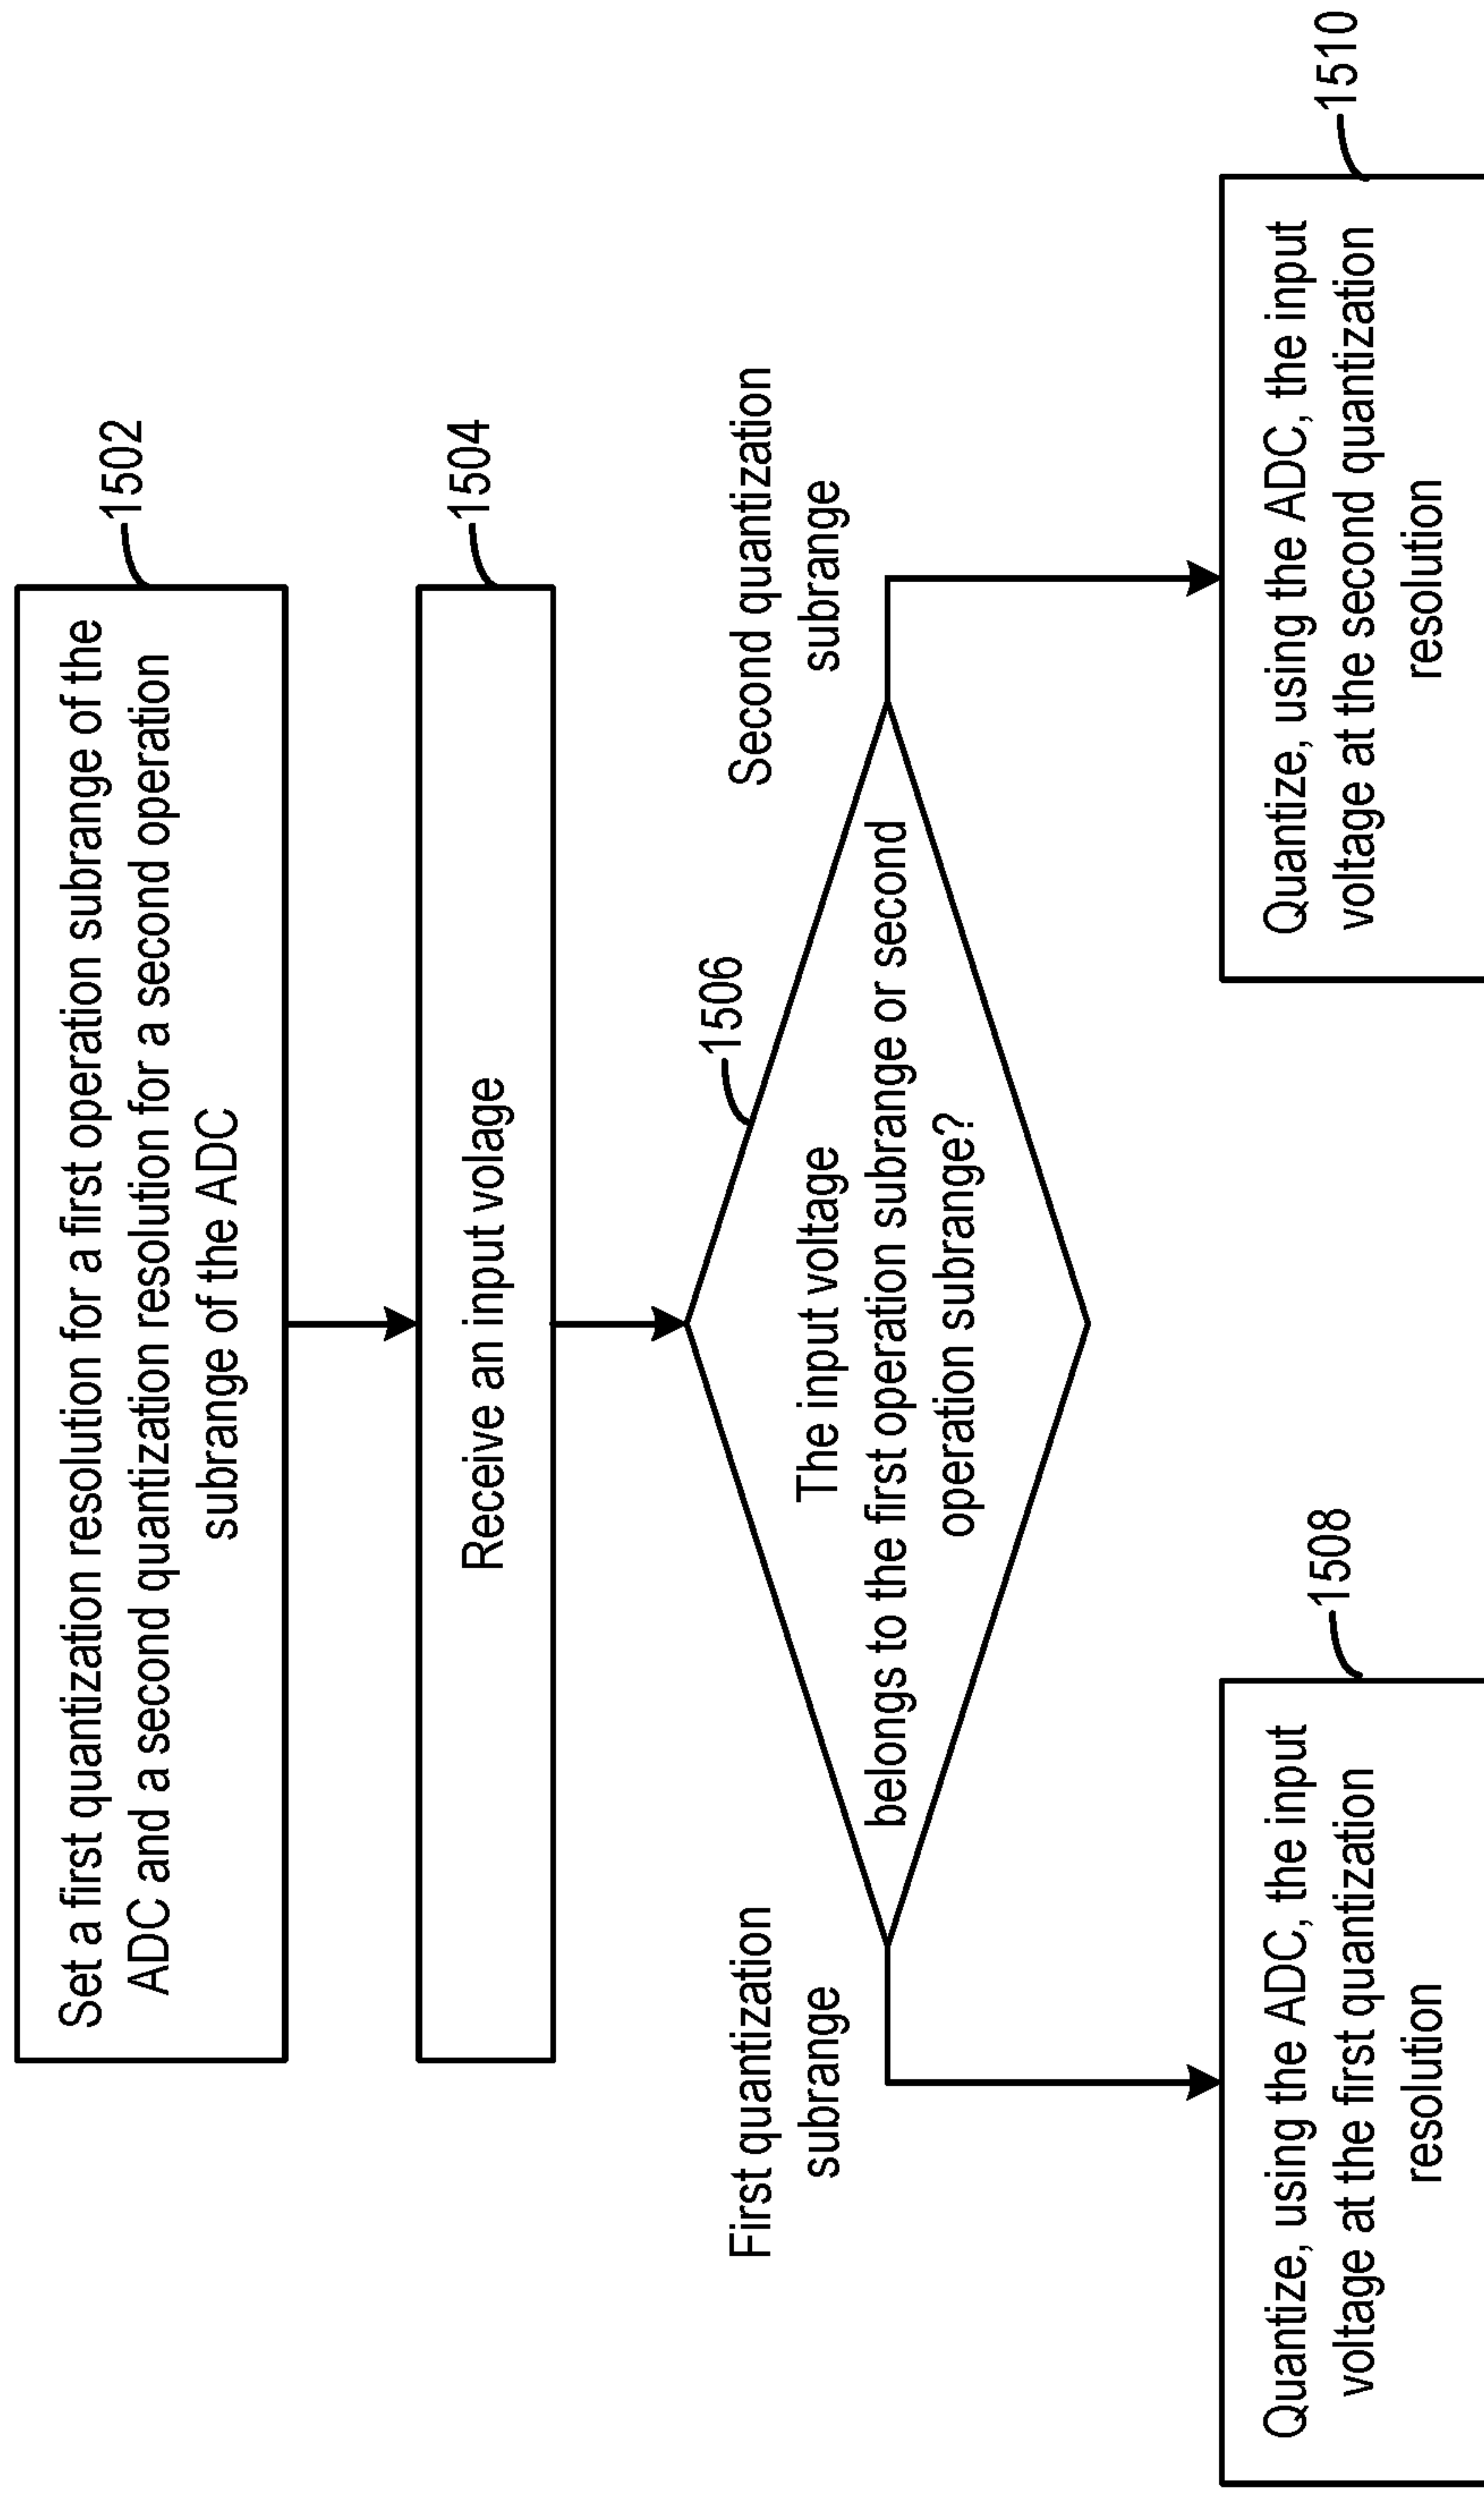 Set a first quantization resolution for a first operation subrange of the
ADC and a second quantization resolution for a second operation
subrange of the ADC
1502
Receive an input volage
1504
1506
The input voltage
belongs to the first operation subrange or second
operation subrange?
First quantization
subrange
Second quantization
subrange
1508
Quantize, using the ADC, the input
voltage at the first quantization
resolution
1510
Quantize, using the ADC, the input
voltage at the second quantization
resolution